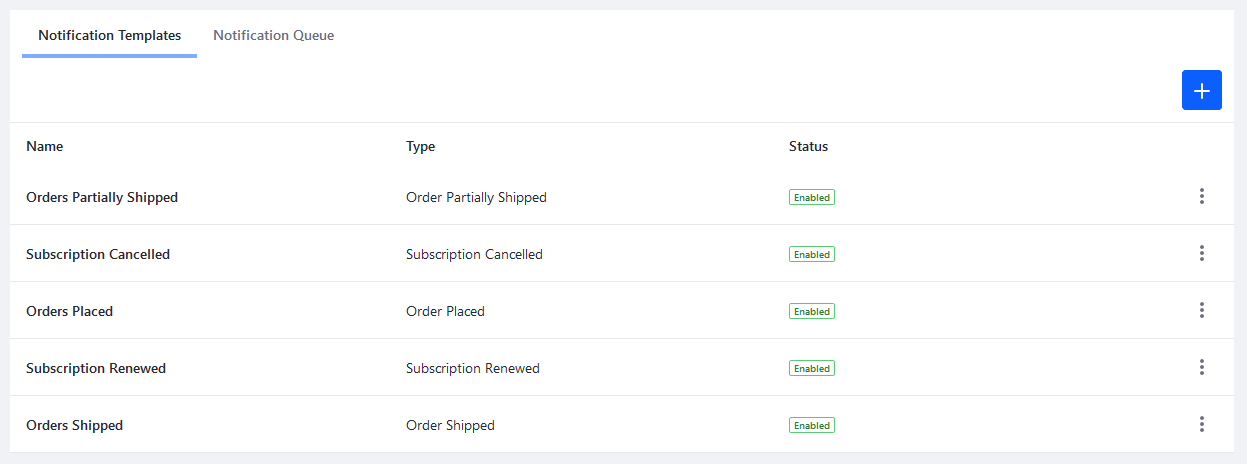 Notification Templates Notification Queue
Name Type Status
Orders Partially Shipped Order Partially Shipped Enabled
Subscription Cancelled Subscription Cancelled Enabled
Orders Placed Order Placed Enabled
Subscription Renewed Subscription Renewed Enabled
Orders Shipped Order Shipped Enabled